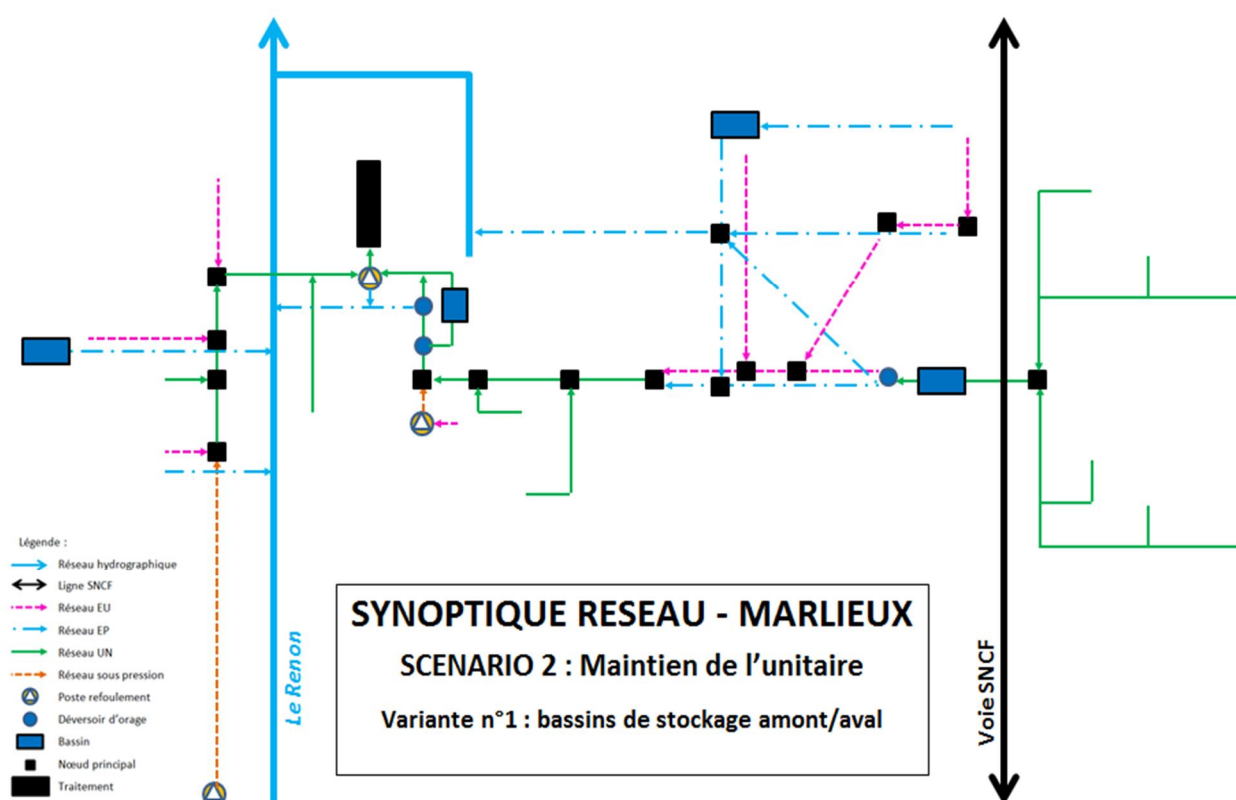 Légende :
Réseau hydrographique
Ligne SNCF
Réseau EU
Réseau EP
Réseau UN
Réseau sous pression
Poste refoulement
Déversoir d'orage
Bassin
Nœud principal
Traitement
Le Renon
SYNOPTIQUE RESEAU - MARLIEUX
SCENARIO 2 : Maintien de l'unitaire
Variante n°1 : bassins de stockage amont/aval
Voie SNCF